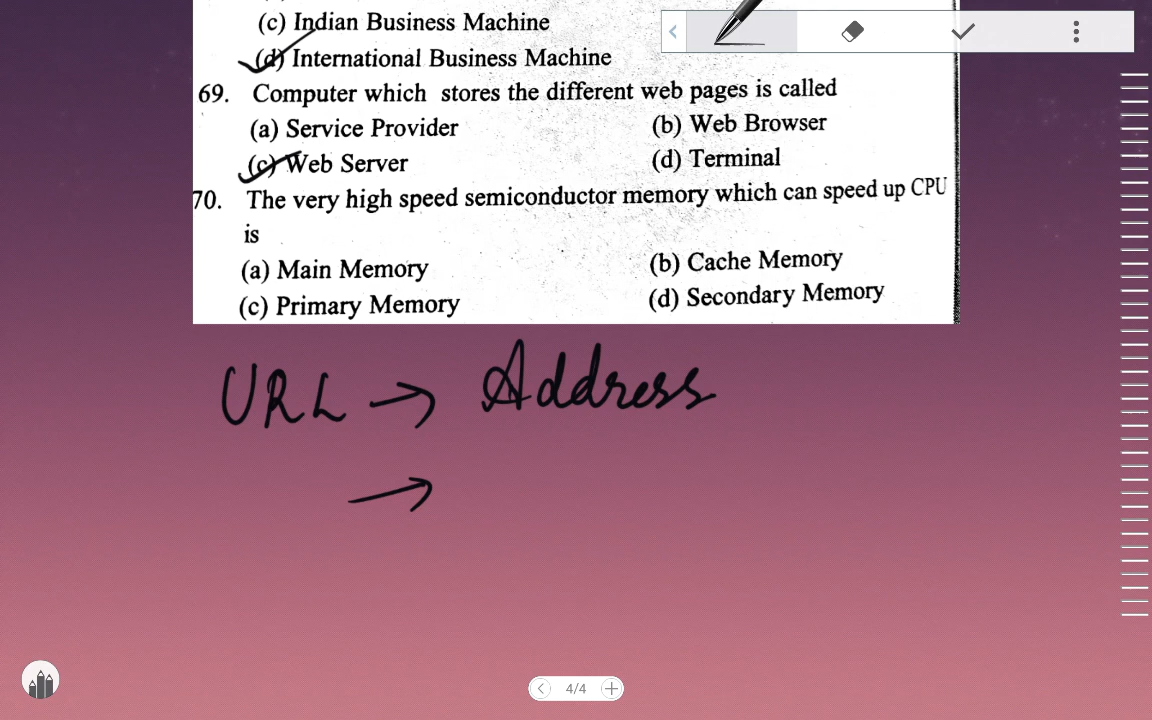 (c) Indian Business Machine
(d) International Business Machine
69. Computer which stores the different web pages is called
(a) Service Provider (b) Web Browser
(c) Web Server (d) Terminal
70. The very high speed semiconductor memory which can speed up CPU
is
(a) Main Memory (b) Cache Memory
(c) Primary Memory (d) Secondary Memory
URL → Address
→
4/4